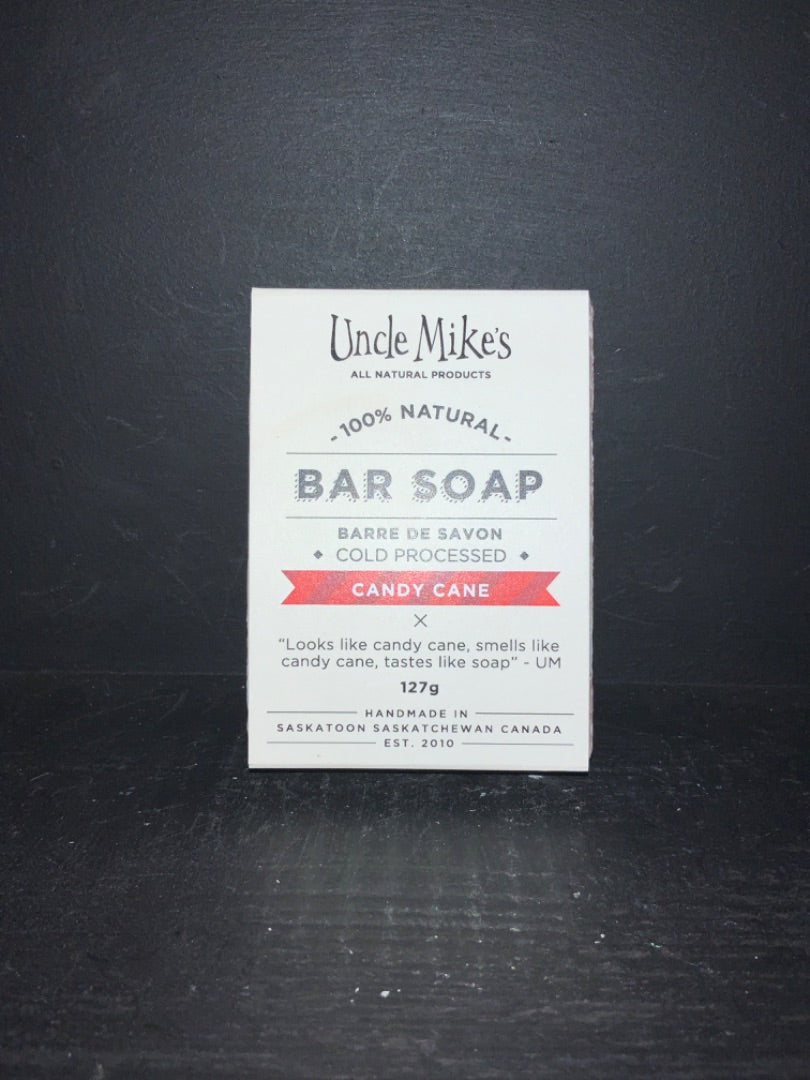 Uncle Mike's
ALL NATURAL PRODUCTS
- 100% NATURAL -
BAR SOAP
BARRE DE SAVON
COLD PROCESSED
CANDY CANE
×
“Looks like candy cane, smells like
candy cane, tastes like soap” - UM
127g
HANDMADE IN
SASKATOON SASKATCHEWAN CANADA
EST. 2010